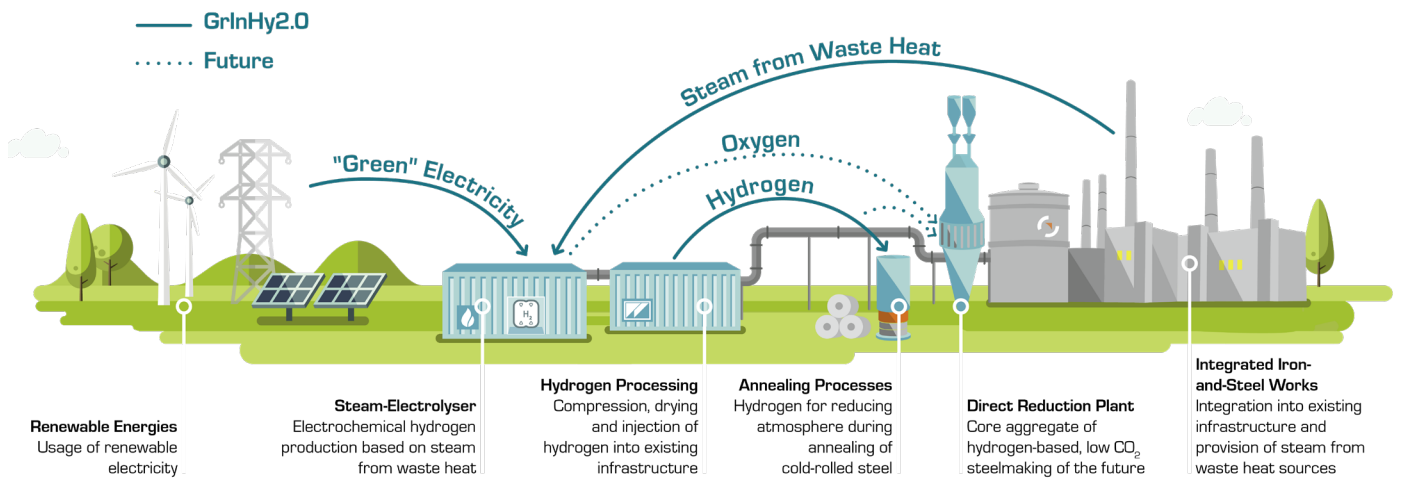 GrInHy2.0
Future
"Green" Electricity
Steam from Waste Heat
Oxygen
Hydrogen
H2
Renewable Energies
Usage of renewable
electricity
Steam-Electrolyser
Electrochemical hydrogen
production based on steam
from waste heat
Hydrogen Processing
Compression, drying
and injection of
hydrogen into existing
infrastructure
Annealing Processes
Hydrogen for reducing
atmosphere during
annealing of
cold-rolled steel
Direct Reduction Plant
Core aggregate of
hydrogen-based, low CO₂
steelmaking of the future
Integrated Iron-
and-Steel Works
Integration into existing
infrastructure and
provision of steam from
waste heat sources